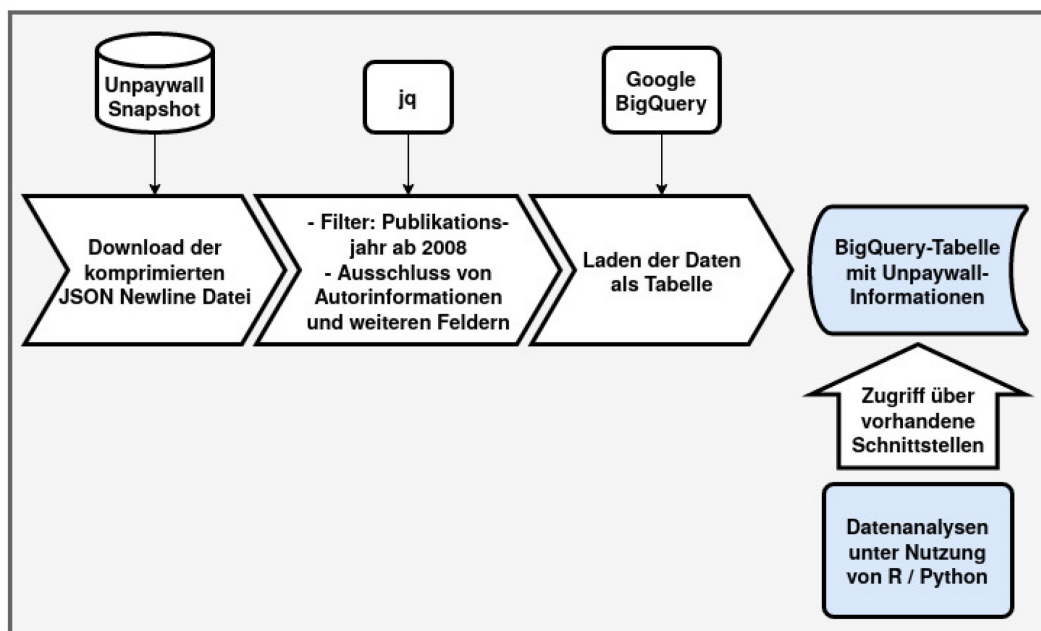 Unpaywall
Snapshot
jq
Google
BigQuery
Download der
komprimierten
JSON Newline Datei
- Filter: Publikations-
jahr ab 2008
- Ausschluss von
Autorinformationen
und weiteren Feldern
Laden der Daten
als Tabelle
BigQuery-Tabelle
mit Unpaywall-
Informationen
Zugriff über
vorhandene
Schnittstellen
Datenanalysen
unter Nutzung
von R / Python